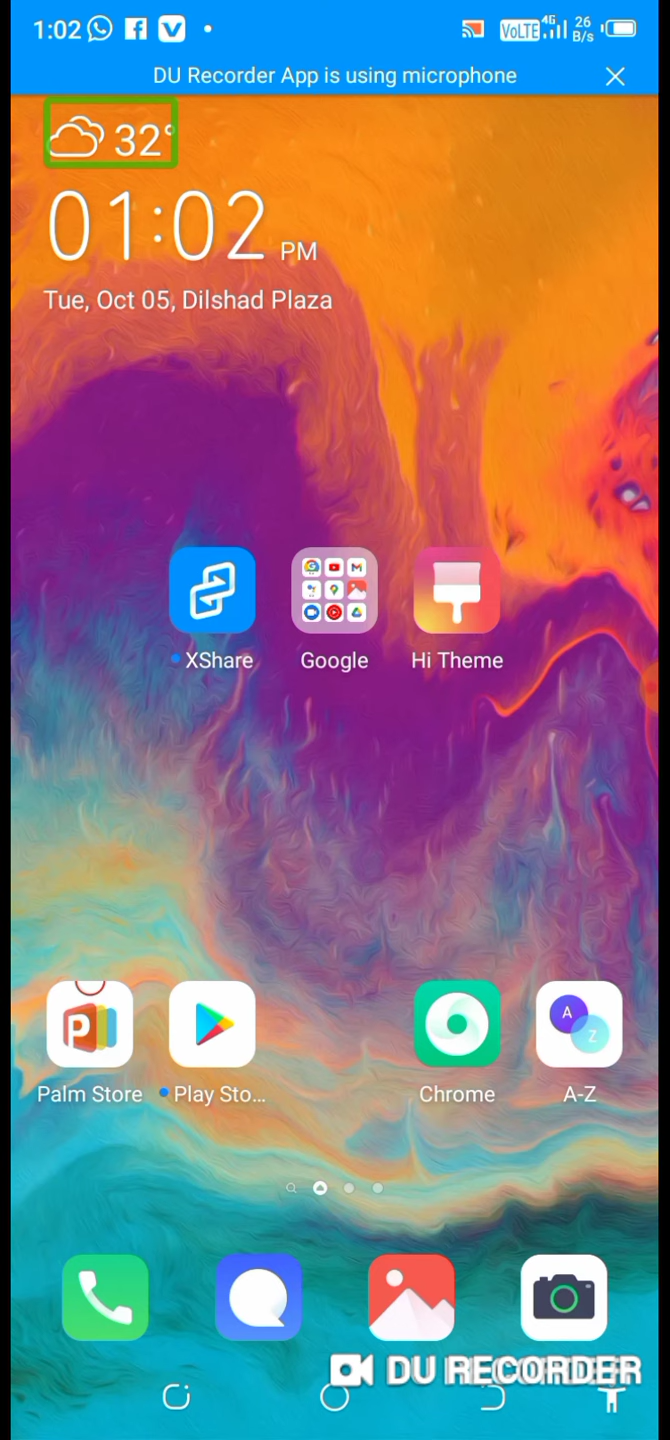 1:02
VoLTE 4G 26 B/s
DU Recorder App is using microphone
32°
01:02 PM
Tue, Oct 05, Dilshad Plaza
XShare Google Hi Theme
P A Z
Palm Store Play Sto... Chrome A-Z
DU RECORDER